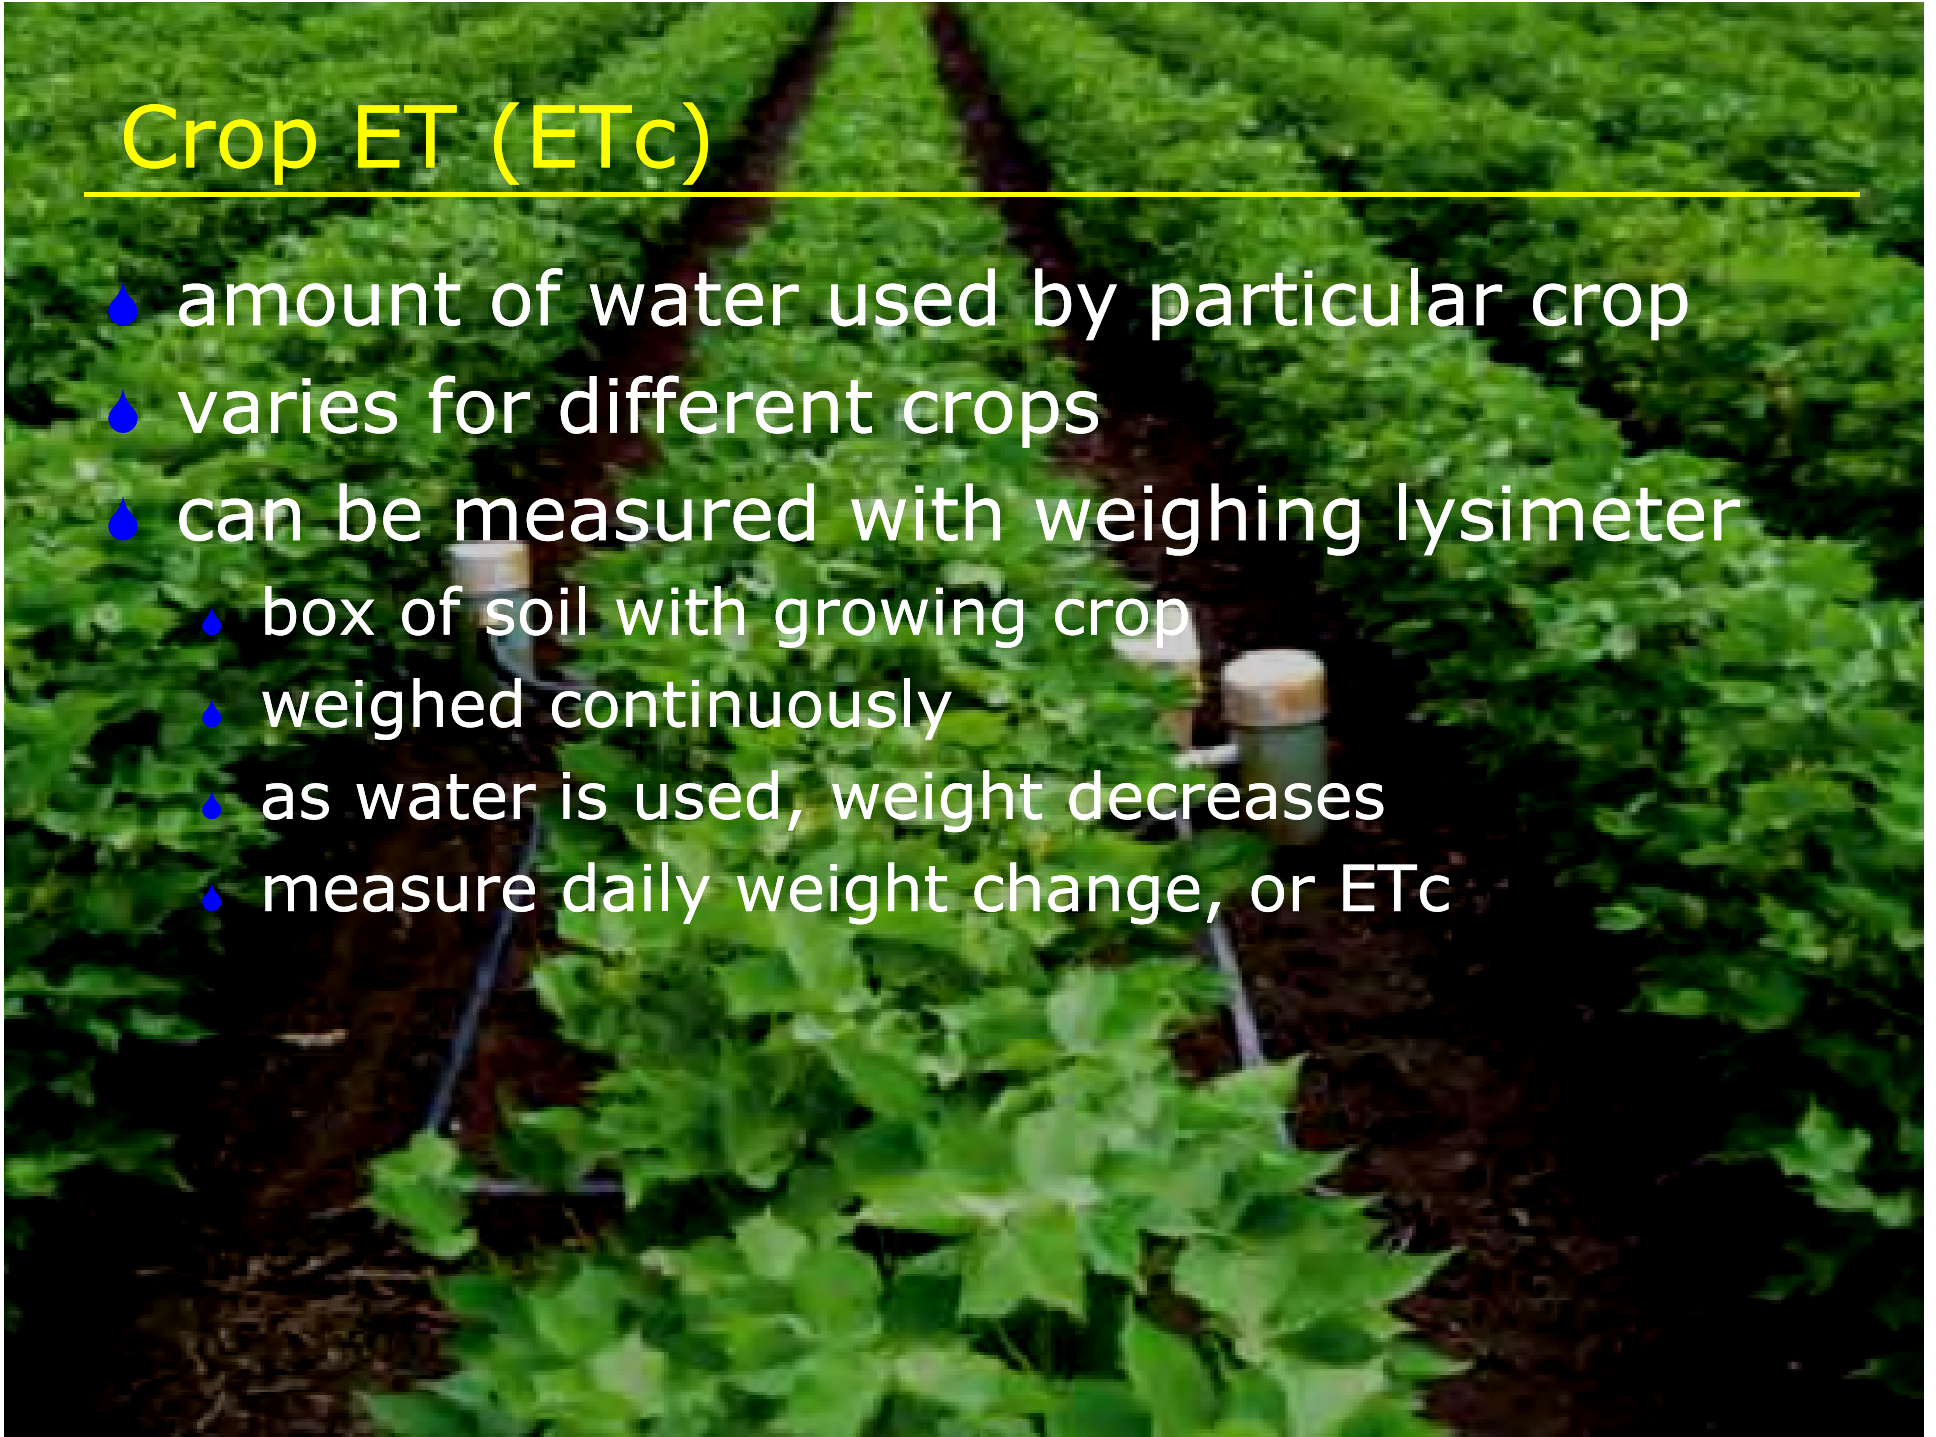 Crop ET (ETc)
amount of water used by particular crop
varies for different crops
can be measured with weighing lysimeter
box of soil with growing crop
weighed continuously
as water is used, weight decreases
measure daily weight change, or ETc